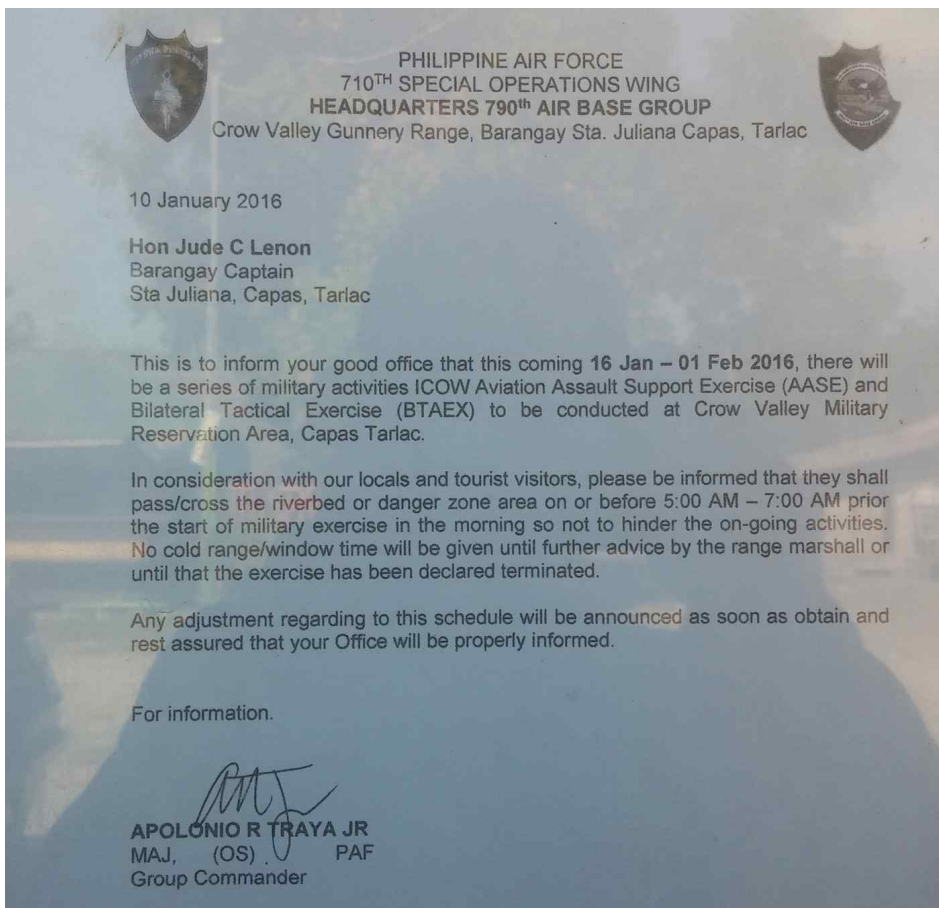 PHILIPPINE AIR FORCE
710TH SPECIAL OPERATIONS WING
HEADQUARTERS 790th AIR BASE GROUP
Crow Valley Gunnery Range, Barangay Sta. Juliana Capas, Tarlac
10 January 2016
Hon Jude C Lenon
Barangay Captain
Sta Juliana, Capas, Tarlac
This is to inform your good office that this coming 16 Jan – 01 Feb 2016, there will
be a series of military activities ICOW Aviation Assault Support Exercise (AASE) and
Bilateral Tactical Exercise (BTAEX) to be conducted at Crow Valley Military
Reservation Area, Capas Tarlac.
In consideration with our locals and tourist visitors, please be informed that they shall
pass/cross the riverbed or danger zone area on or before 5:00 AM – 7:00 AM prior
the start of military exercise in the morning so not to hinder the on-going activities.
No cold range/window time will be given until further advice by the range marshall or
until that the exercise has been declared terminated.
Any adjustment regarding to this schedule will be announced as soon as obtain and
rest assured that your Office will be properly informed.
For information.
APOLONIO R TRAYA JR
MAJ, (OS) PAF
Group Commander